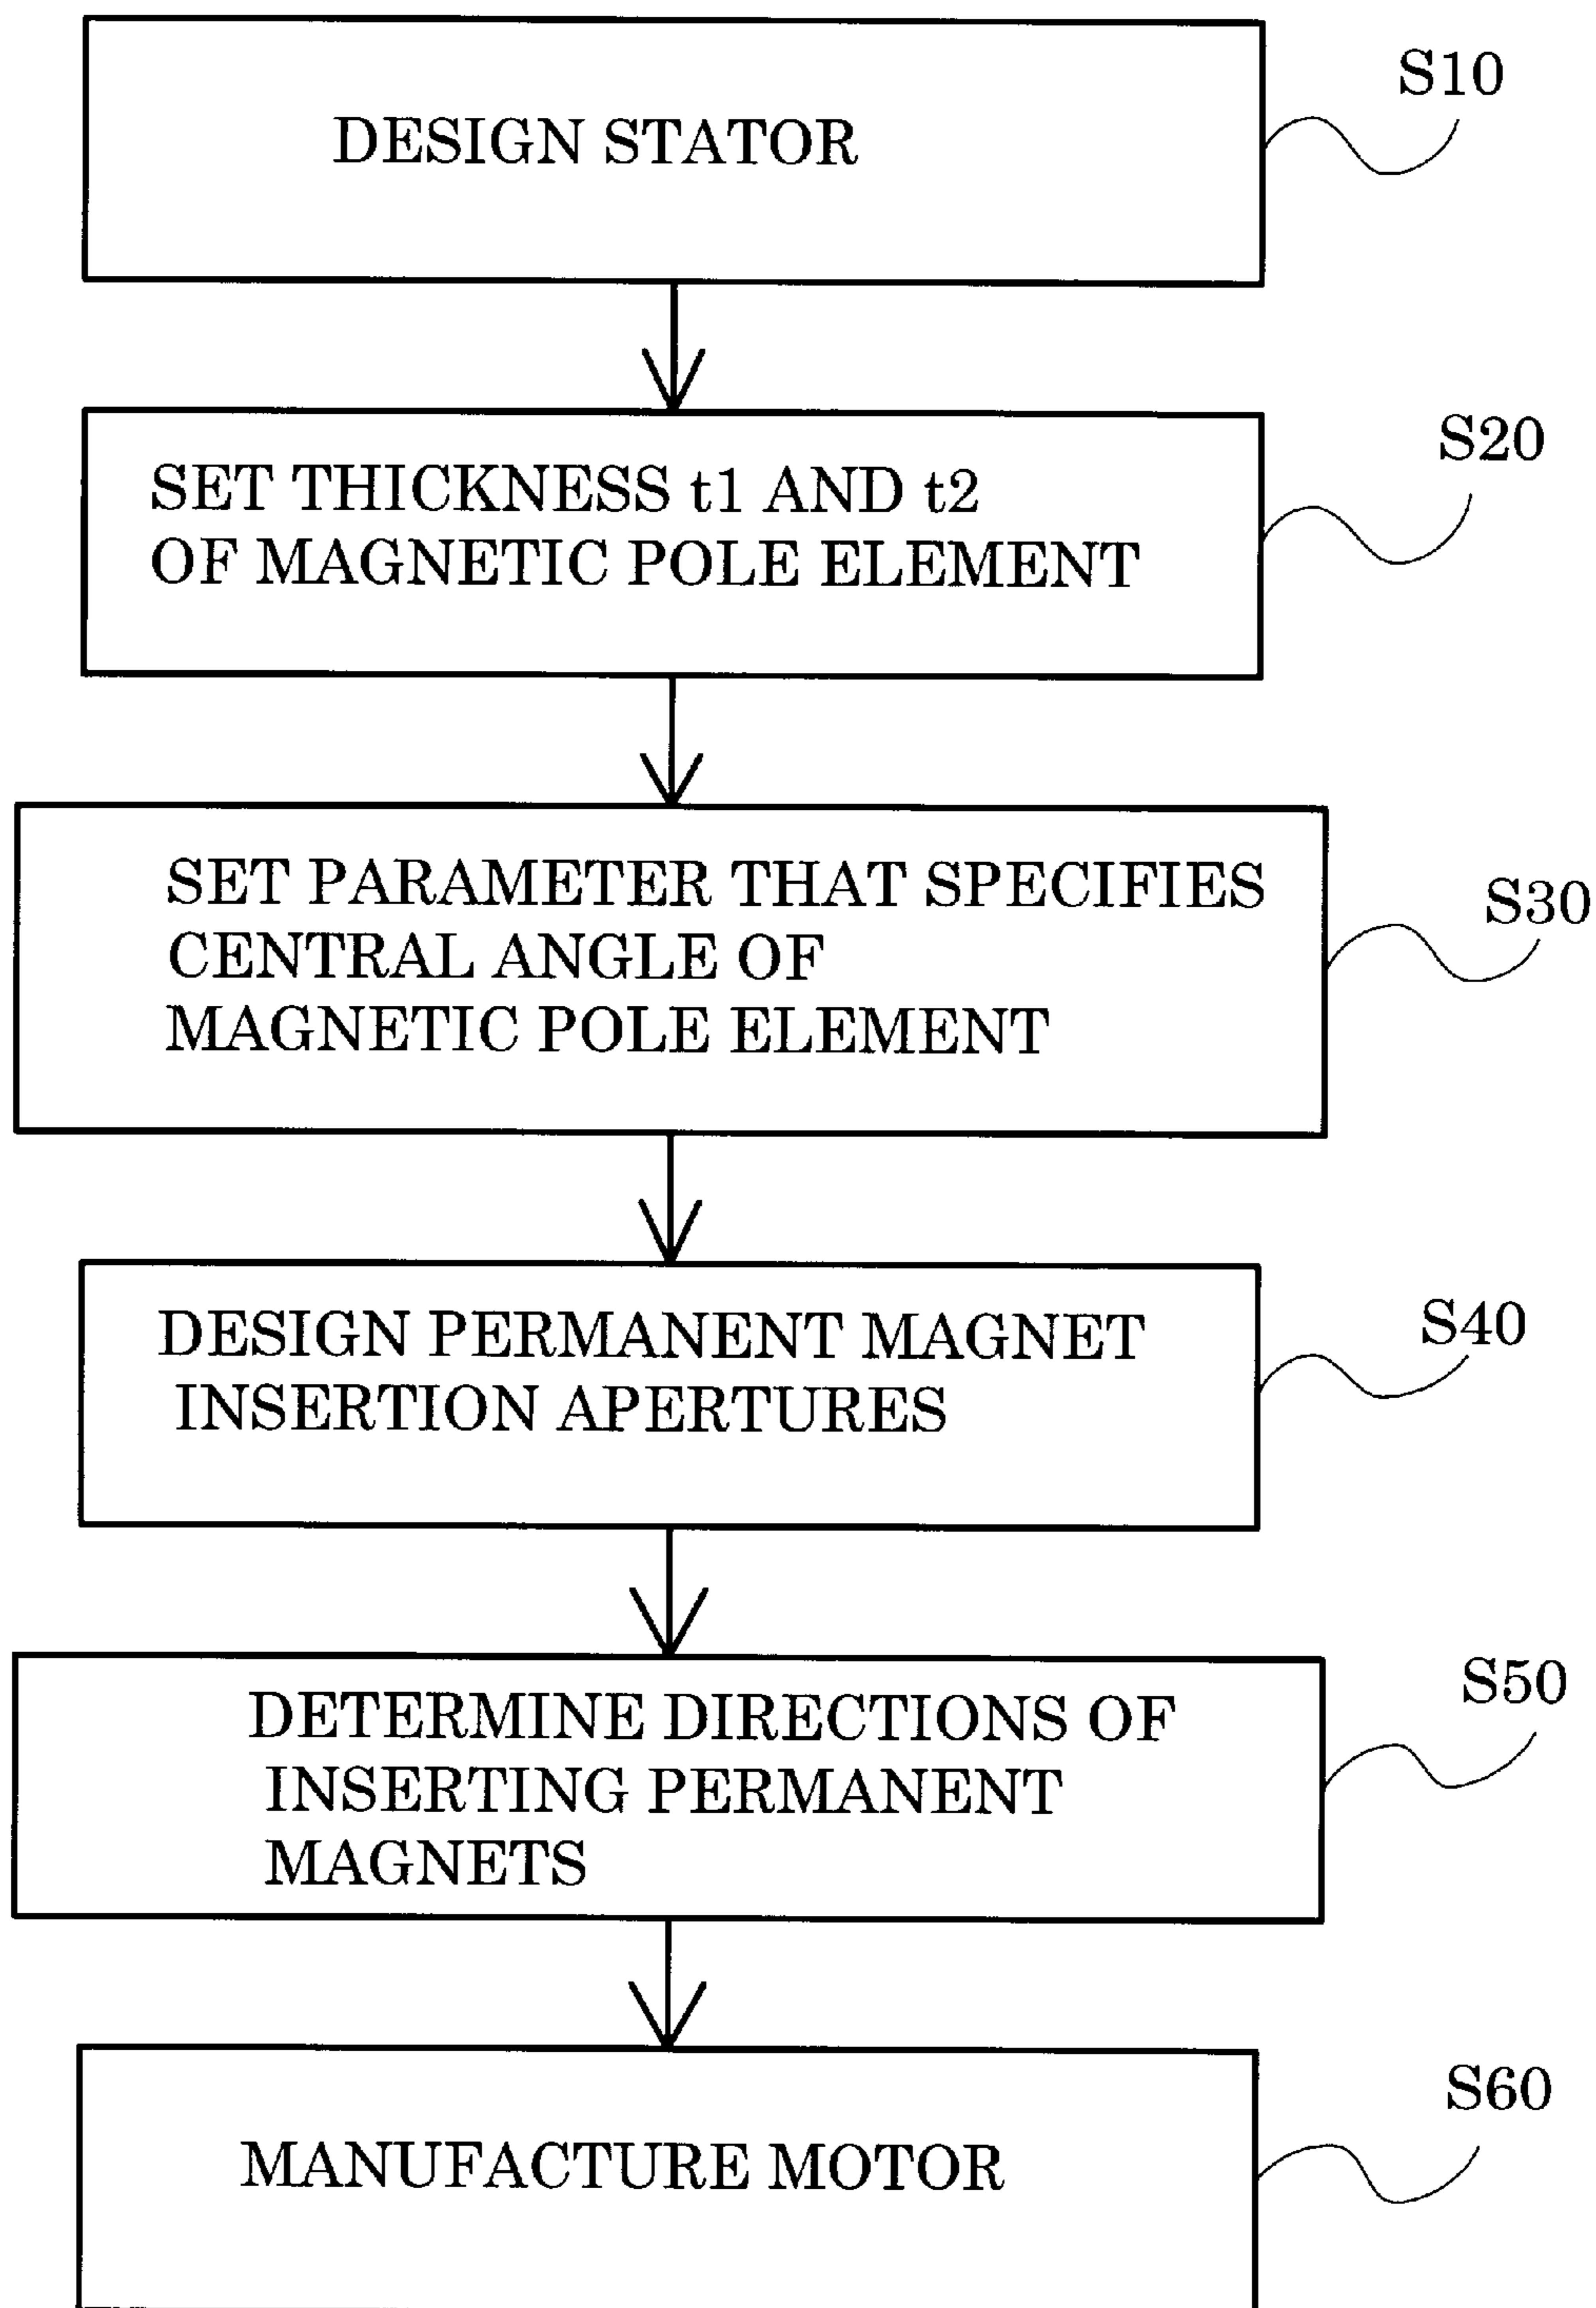 DESIGN STATOR
S10
SET THICKNESS t1 AND t2
OF MAGNETIC POLE ELEMENT
S20
SET PARAMETER THAT SPECIFIES
CENTRAL ANGLE OF
MAGNETIC POLE ELEMENT
S30
DESIGN PERMANENT MAGNET
INSERTION APERTURES
S40
DETERMINE DIRECTIONS OF
INSERTING PERMANENT
MAGNETS
S50
MANUFACTURE MOTOR
S60